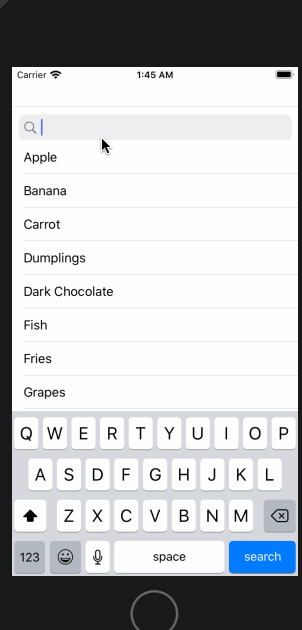 Carrier 1:45 AM
Apple
Banana
Carrot
Dumplings
Dark Chocolate
Fish
Fries
Grapes
Q W E R T Y U I O P
A S D F G H J K L
Z X C V B N M
123 space search